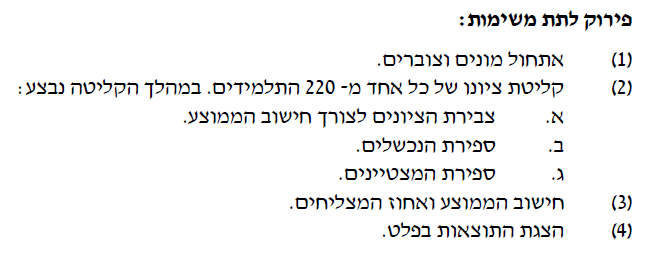 פירוק לתת משימות:
(1) אתחול מונים וצוברים.
(2) קליטת ציונו של כל אחד מ- 220 התלמידים. במהלך הקליטה נבצע:
א. צבירת הציונים לצורך חישוב הממוצע.
ב. ספירת הנכשלים.
ג. ספירת המצטיינים.
(3) חישוב הממוצע ואחוז המצליחים.
(4) הצגת התוצאות בפלט.